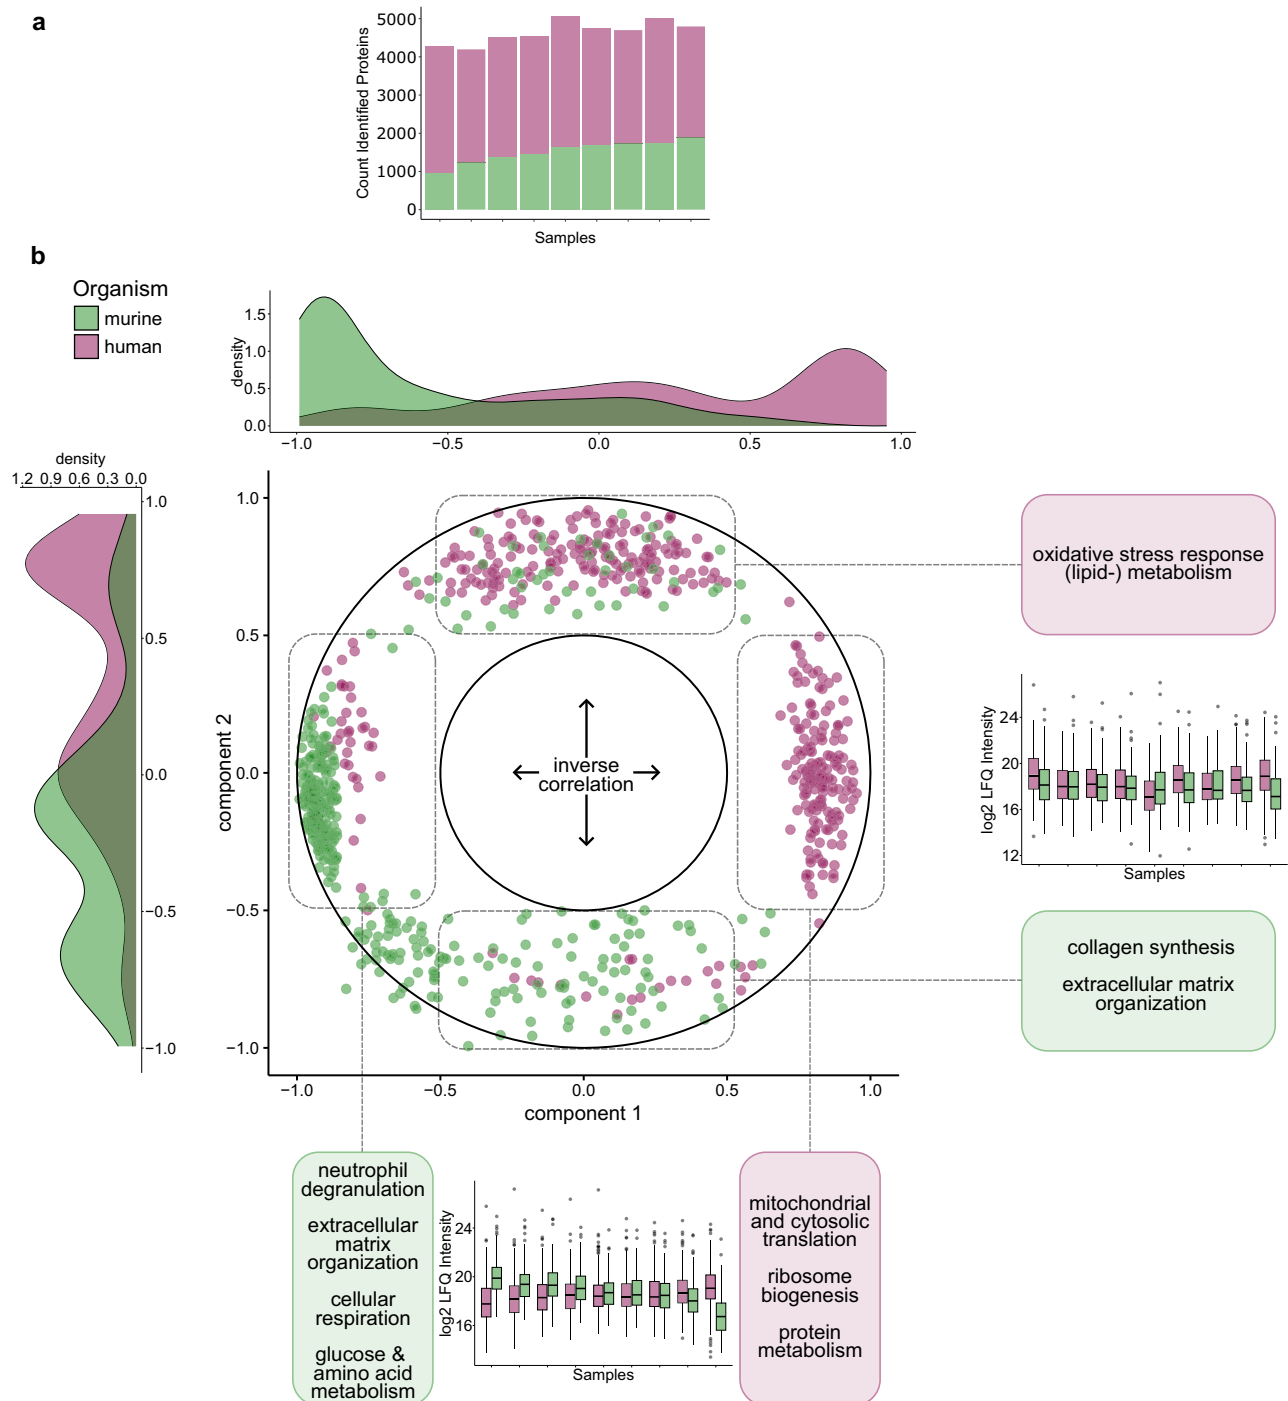 a
Count Identified Proteins
5000
4000
3000
2000
1000
0
Samples
b
Organism
murine
human
density
1.5
1.0
0.5
0.0
−1.0 −0.5 0.0 0.5 1.0
density
1.2 0.9 0.6 0.3 0.0
1.0
0.5
0.0
−0.5
−1.0
component 2
1.0
0.5
0.0
−0.5
−1.0
inverse
correlation
−1.0 −0.5 0.0 0.5 1.0
component 1
oxidative stress response
(lipid-) metabolism
log2 LFQ Intensity
24
20
16
12
Samples
collagen synthesis
extracellular matrix
organization
neutrophil
degranulation
extracellular
matrix
organization
cellular
respiration
glucose &
amino acid
metabolism
log2 LFQ Intensity
24
20
16
Samples
mitochondrial
and cytosolic
translation
ribosome
biogenesis
protein
metabolism